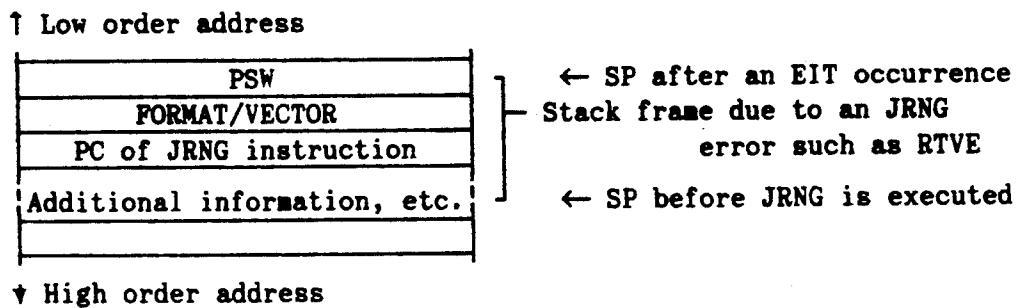 ↑ Low order address
PSW ← SP after an EIT occurrence
FORMAT/VECTOR Stack frame due to an JRNG
PC of JRNG instruction error such as RTVE
Additional information, etc. ← SP before JRNG is executed
↓ High order address